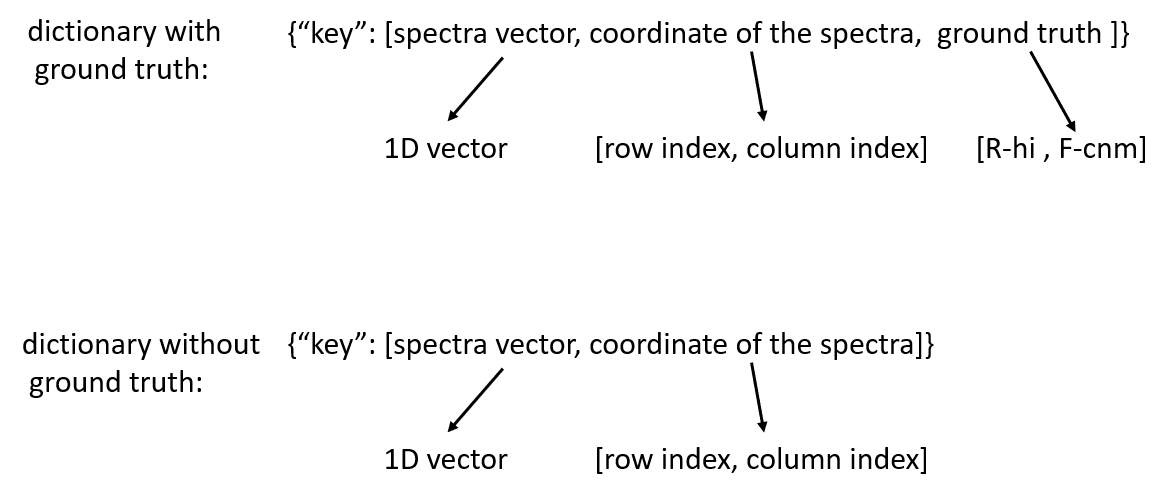 dictionary with {“key”: [spectra vector, coordinate of the spectra, ground truth ]}
ground truth:
1D vector [row index, column index] [R-hi , F-cnm]
dictionary without {“key”: [spectra vector, coordinate of the spectra]}
ground truth:
1D vector [row index, column index]